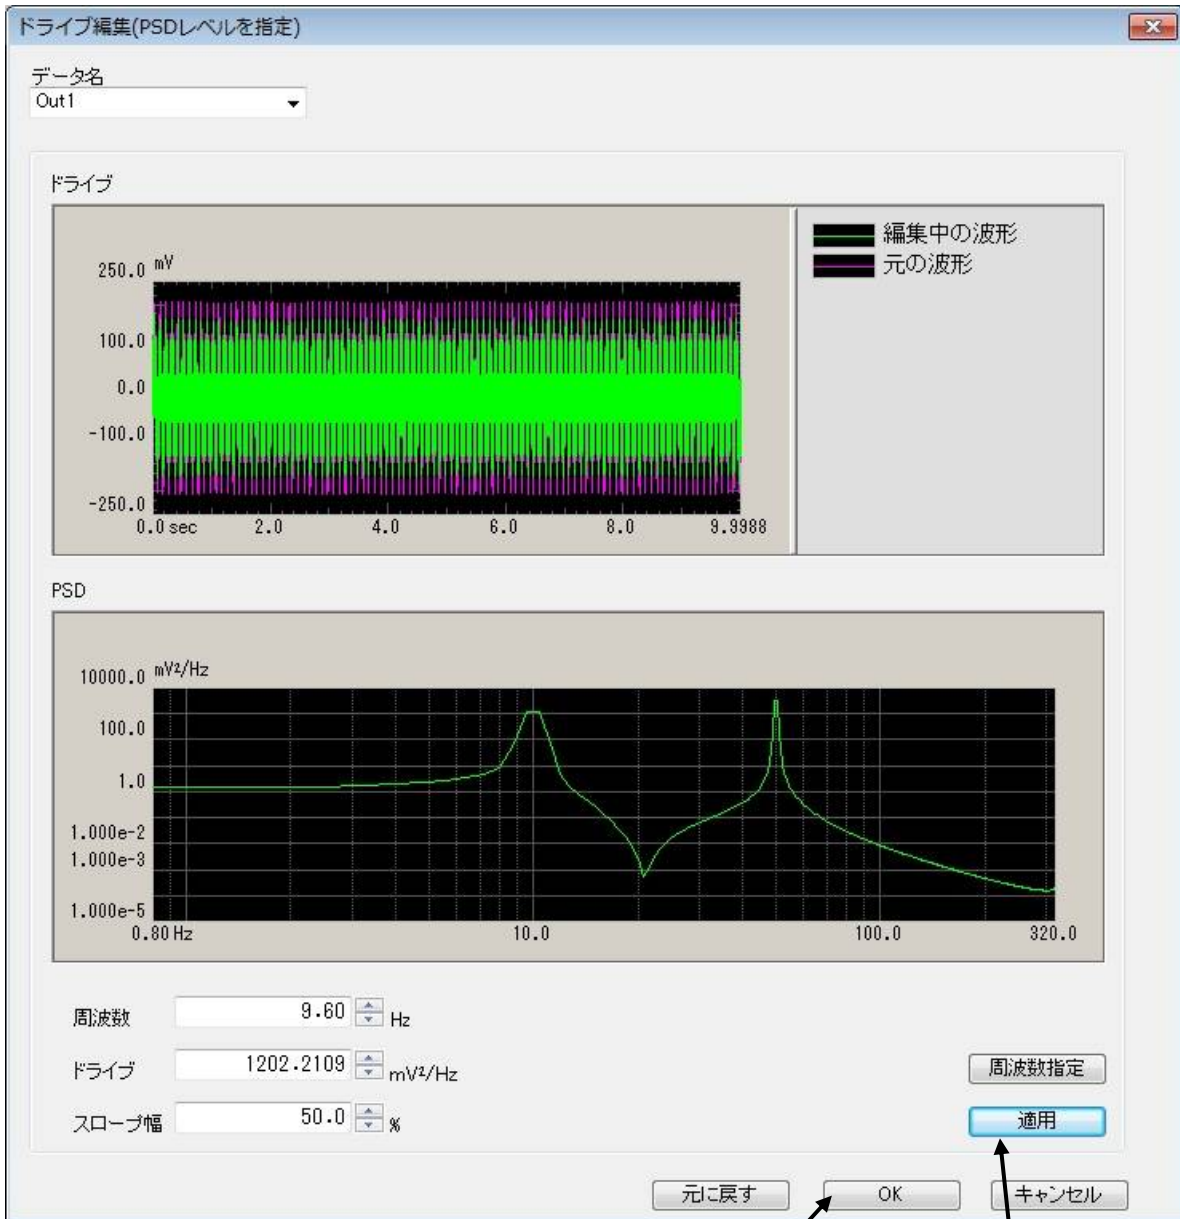 ドライブ編集(PSDレベルを指定)
データ名
Out1
ドライブ
編集中の波形
元の波形
250.0 mV
100.0
0.0
-100.0
-250.0
0.0 sec 2.0 4.0 6.0 8.0 9.9988
PSD
10000.0 mV²/Hz
100.0
1.0
1.000e-2
1.000e-3
1.000e-5
0.80 Hz 10.0 100.0 320.0
周波数 9.60 Hz
ドライブ 1202.2109 mV²/Hz
周波数指定
スロープ幅 50.0 %
適用
元に戻す OK キャンセル